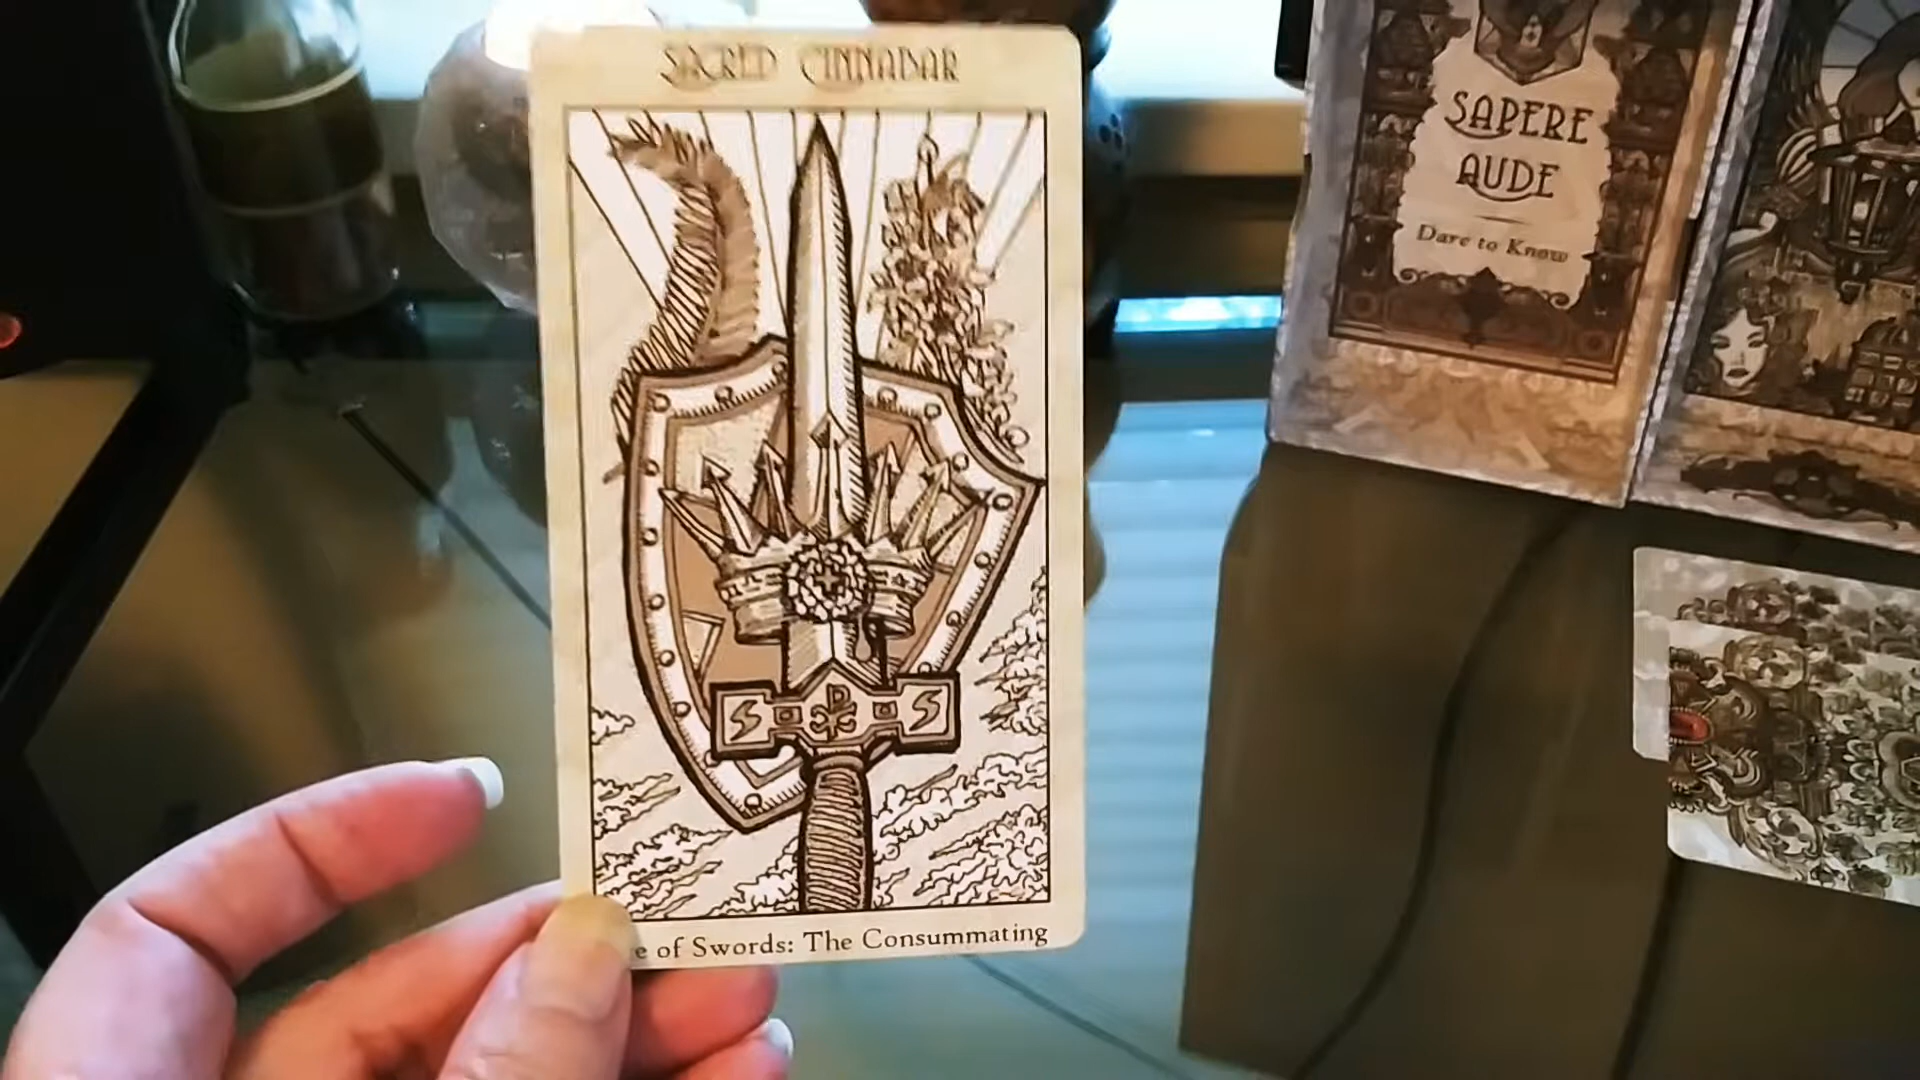 SACRED CINNABAR
S S
e of Swords: The Consummating
SAPERE
AUDE
Dare to Know